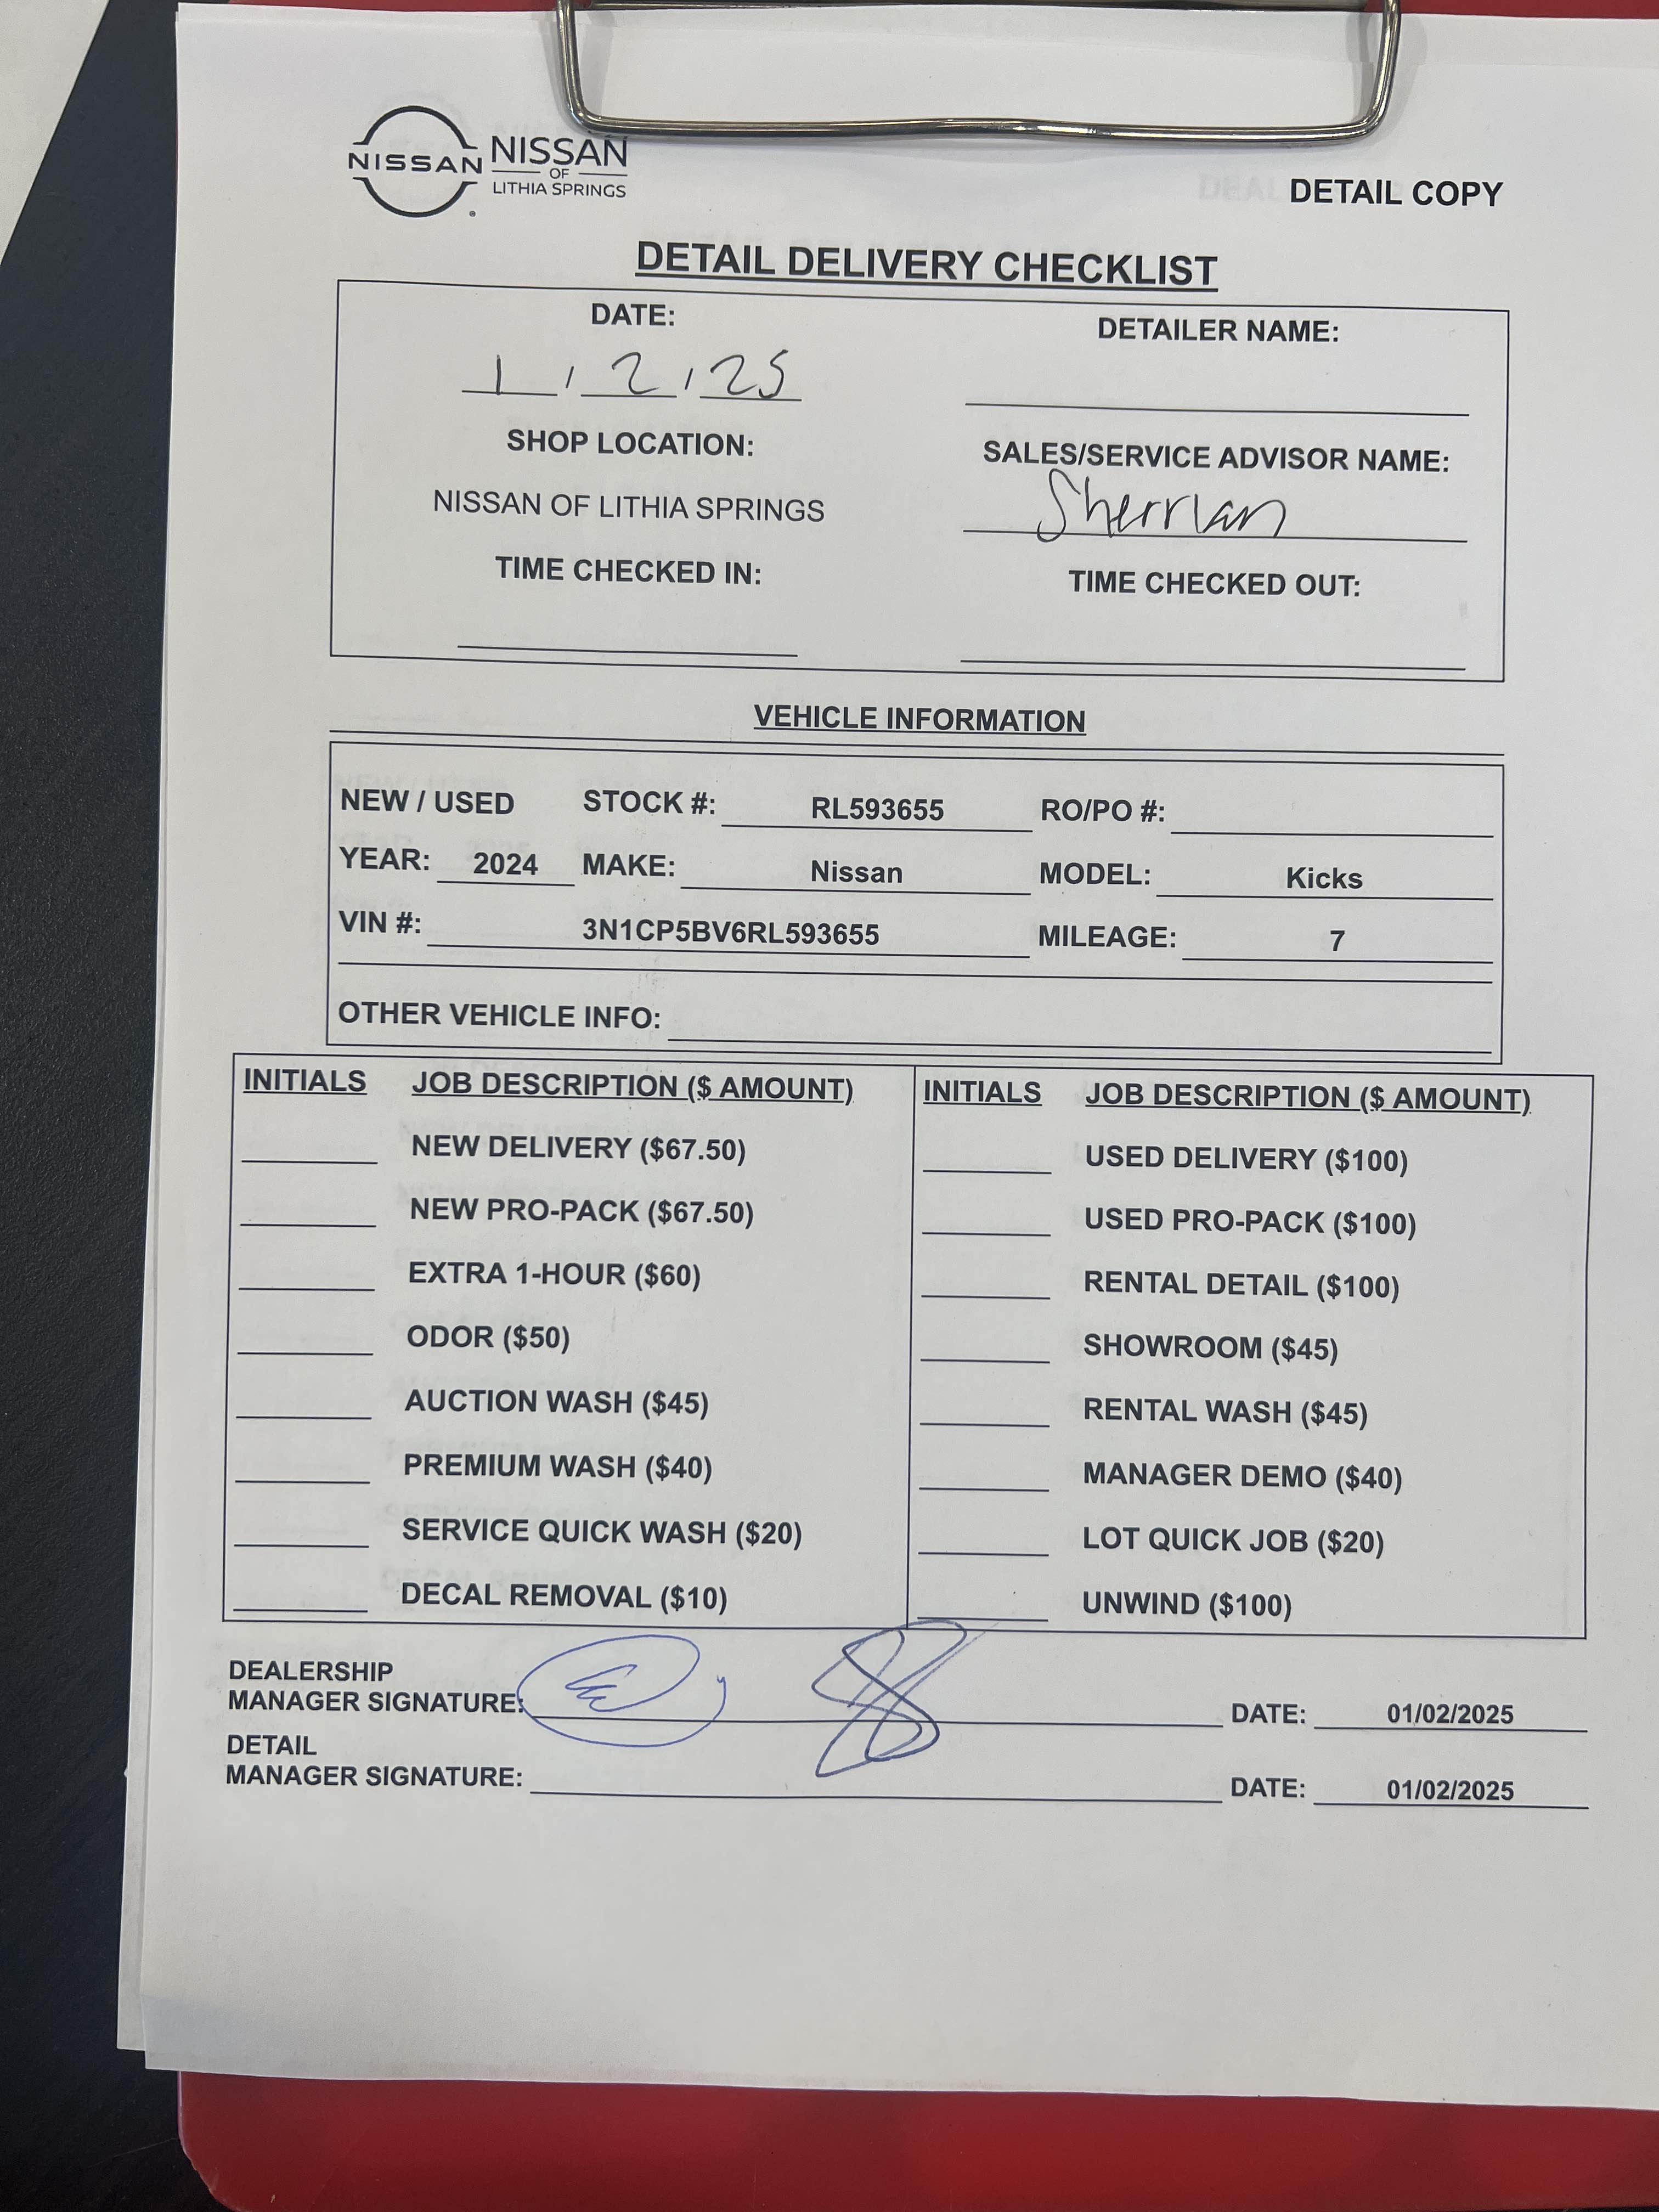 NISSAN
NISSAN
OF
LITHIA SPRINGS
DETAIL COPY
DETAIL DELIVERY CHECKLIST
DATE:
1 / 2 / 25
DETAILER NAME:
SHOP LOCATION:
NISSAN OF LITHIA SPRINGS
SALES/SERVICE ADVISOR NAME:
Sherrian
TIME CHECKED IN:
TIME CHECKED OUT:
VEHICLE INFORMATION
NEW / USED STOCK #: RL593655 RO/PO #:
YEAR: 2024 MAKE: Nissan MODEL: Kicks
VIN #: 3N1CP5BV6RL593655 MILEAGE: 7
OTHER VEHICLE INFO:
INITIALS JOB DESCRIPTION ($ AMOUNT)
NEW DELIVERY ($67.50)
NEW PRO-PACK ($67.50)
EXTRA 1-HOUR ($60)
ODOR ($50)
AUCTION WASH ($45)
PREMIUM WASH ($40)
SERVICE QUICK WASH ($20)
DECAL REMOVAL ($10)
INITIALS JOB DESCRIPTION ($ AMOUNT)
USED DELIVERY ($100)
USED PRO-PACK ($100)
RENTAL DETAIL ($100)
SHOWROOM ($45)
RENTAL WASH ($45)
MANAGER DEMO ($40)
LOT QUICK JOB ($20)
UNWIND ($100)
DEALERSHIP
MANAGER SIGNATURE: DATE: 01/02/2025
DETAIL
MANAGER SIGNATURE: DATE: 01/02/2025